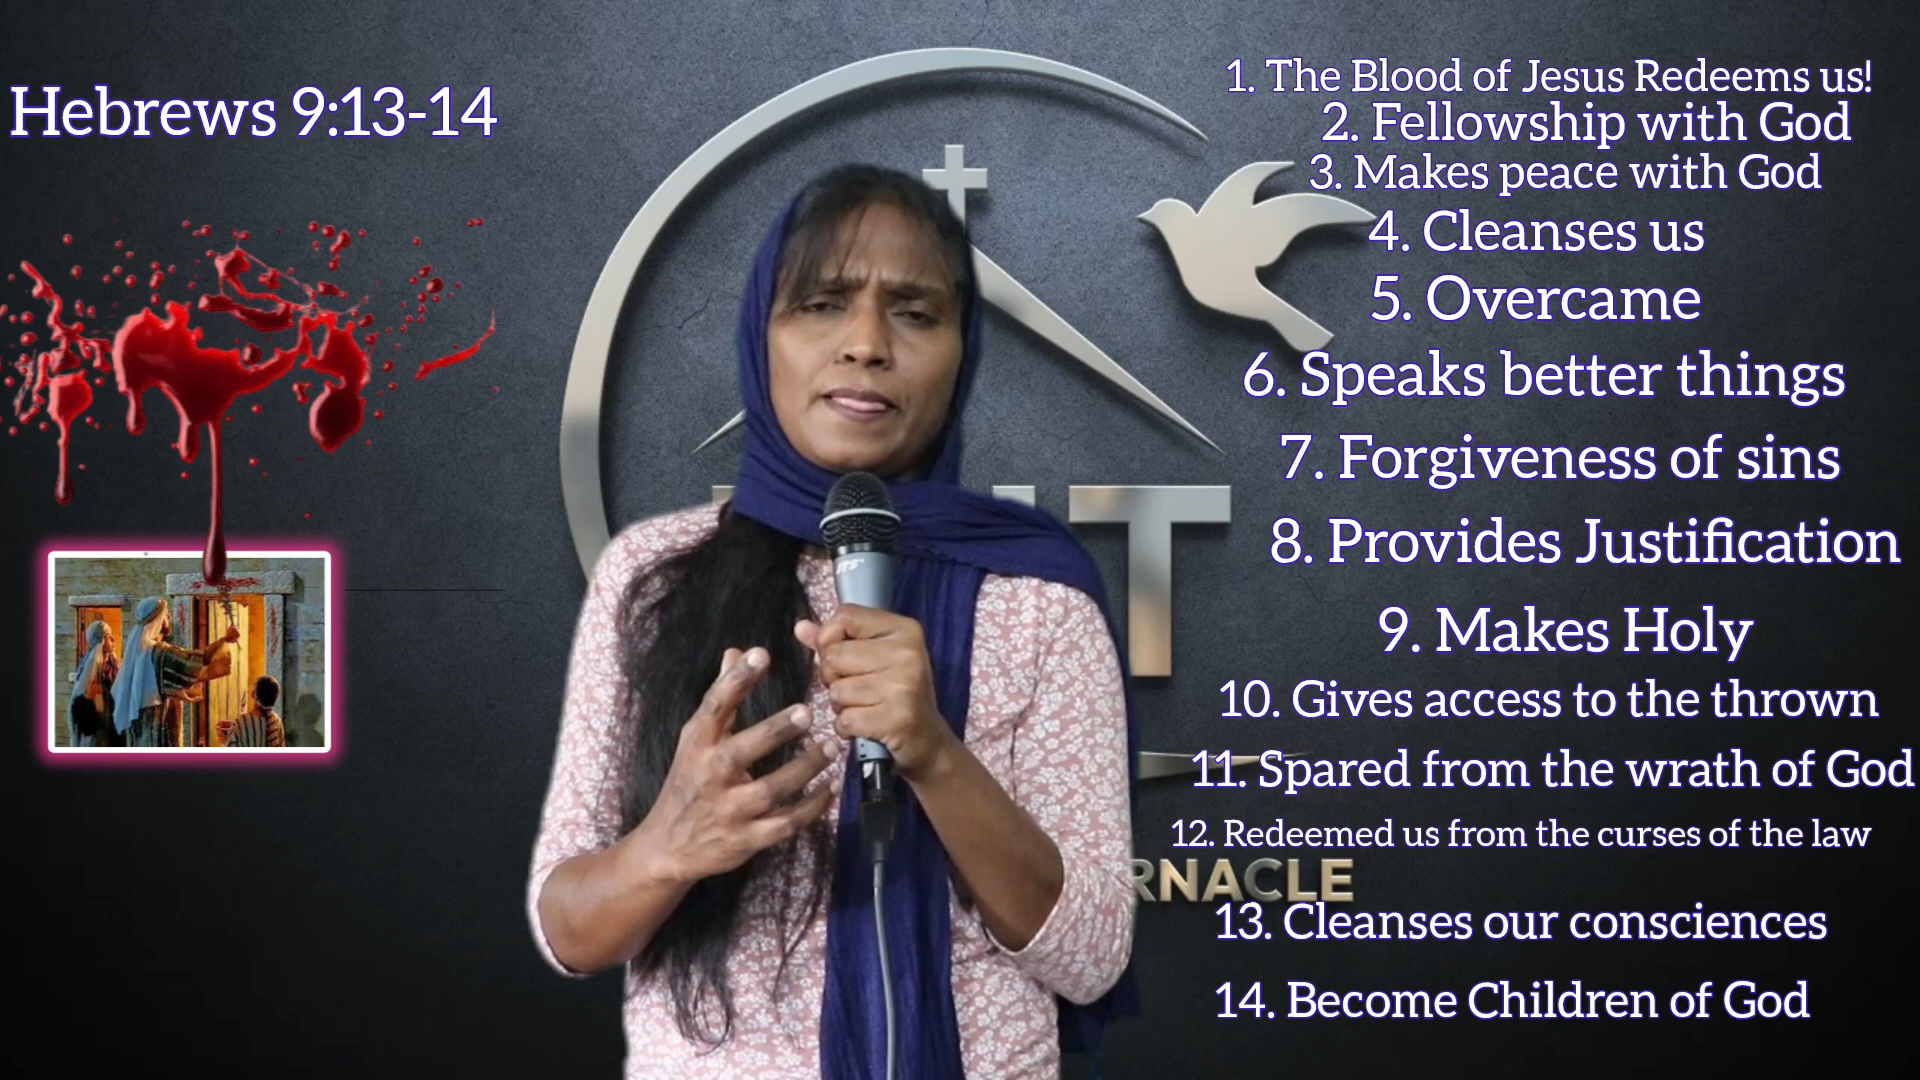 Hebrews 9:13-14
1. The Blood of Jesus Redeems us!
2. Fellowship with God
3. Makes peace with God
4. Cleanses us
5. Overcame
6. Speaks better things
7. Forgiveness of sins
8. Provides Justification
9. Makes Holy
10. Gives access to the thrown
11. Spared from the wrath of God
12. Redeemed us from the curses of the law
RNACLE
13. Cleanses our consciences
14. Become Children of God